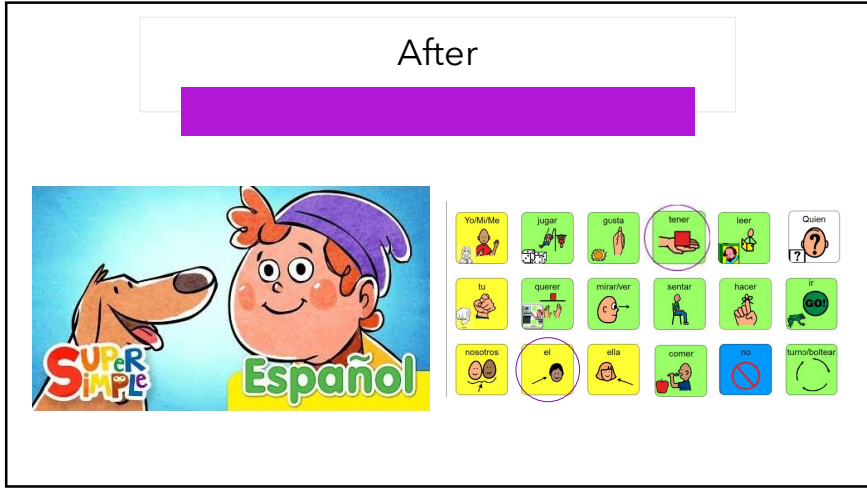 After
SUPER
SIMPLE
Español
Yo/Mi/Me
jugar
gusta
tener
leer
Quien
?
?
tu
querer
mirar/ver
sentar
hacer
ir
GO!
nosotros
el
ella
comer
no
turno/boltear